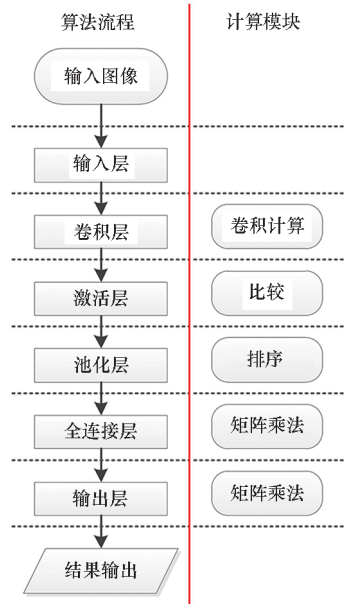 算法流程
计算模块
输入图像
输入层
卷积层
卷积计算
激活层
比较
池化层
排序
全连接层
矩阵乘法
输出层
矩阵乘法
结果输出